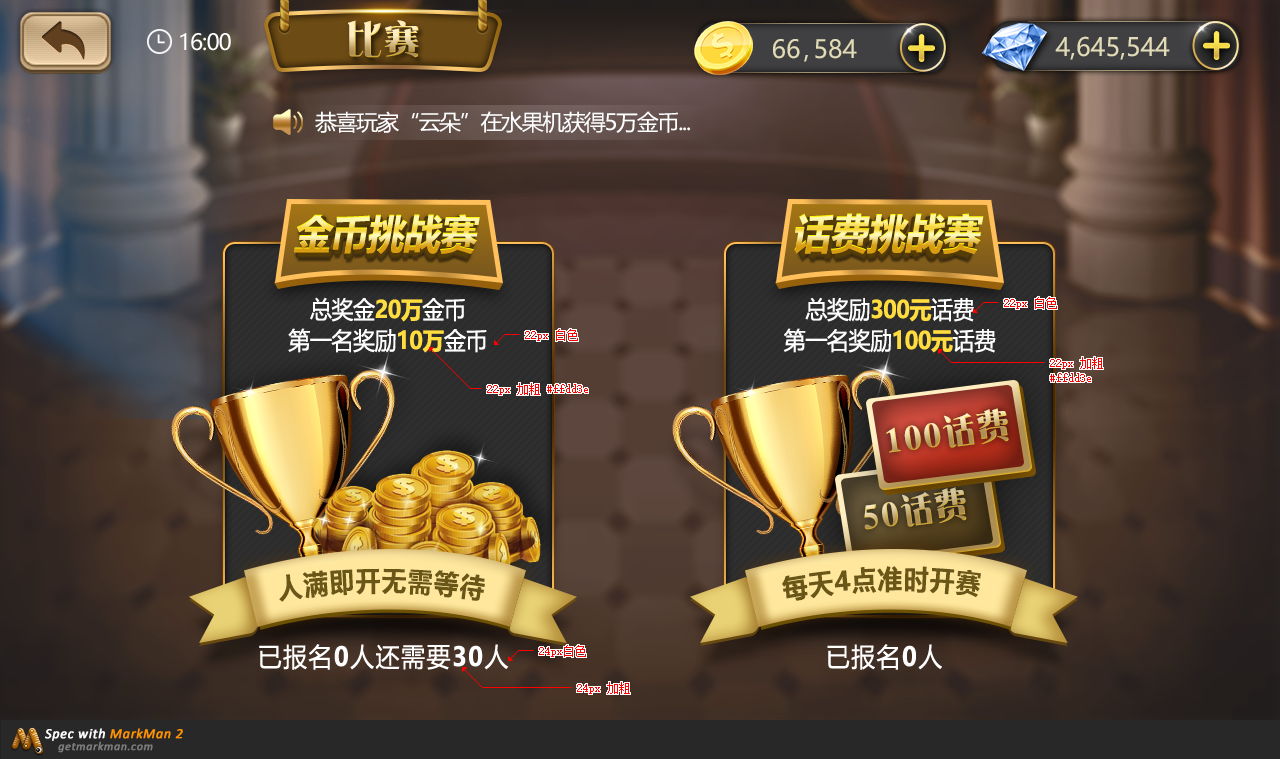 16:00
比赛
66,584
4,645,544
恭喜玩家“云朵”在水果机获得5万金币...
金币挑战赛
总奖金20万金币
第一名奖励10万金币
22px 白色
22px 加粗 #ffdd3e
人满即开无需等待
已报名0人还需要30人
24px白色
24px 加粗
话费挑战赛
总奖励300元话费
22px 白色
第一名奖励100元话费
22px 加粗
#ffdd3e
100话费
50话费
每天4点准时开赛
已报名0人
Spec with MarkMan 2
getmarkman.com